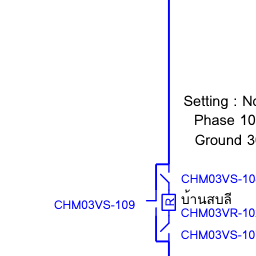 Setting : No
Phase 10
Ground 30
CHM03VS-10
CHM03VS-109
R
บ้านสบลี
CHM03VR-10
CHM03VS-10